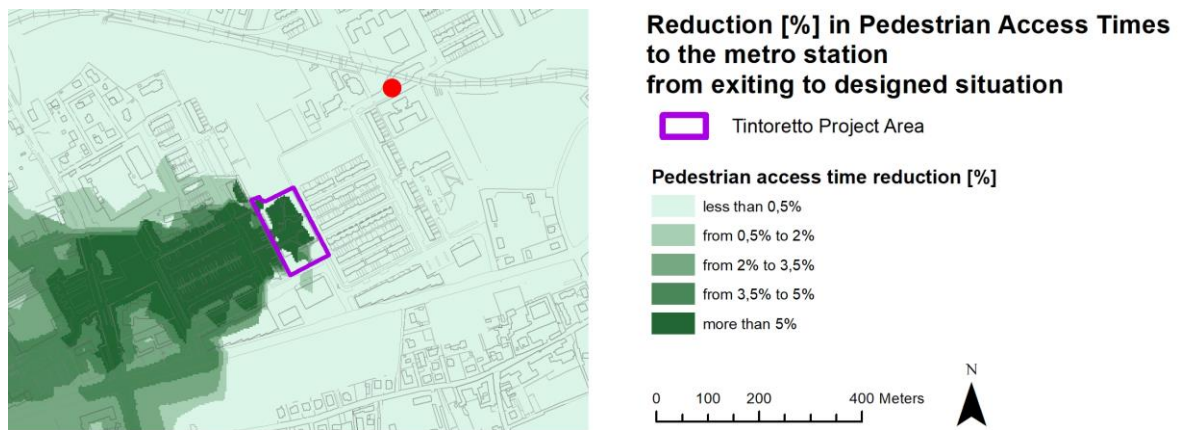 Reduction [%] in Pedestrian Access Times
to the metro station
from exiting to designed situation
Tintoretto Project Area
Pedestrian access time reduction [%]
less than 0,5%
from 0,5% to 2%
from 2% to 3,5%
from 3,5% to 5%
more than 5%
N
0 100 200 400 Meters